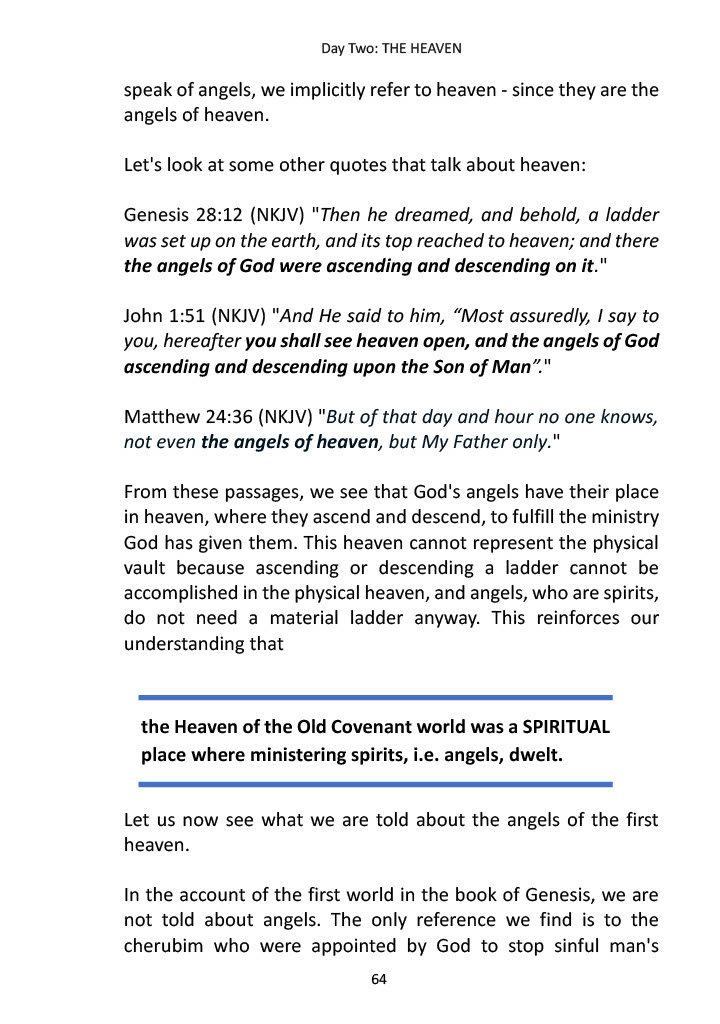 Day Two: THE HEAVEN
speak of angels, we implicitly refer to heaven - since they are the
angels of heaven.
Let's look at some other quotes that talk about heaven:
Genesis 28:12 (NKJV) "Then he dreamed, and behold, a ladder
was set up on the earth, and its top reached to heaven; and there
the angels of God were ascending and descending on it."
John 1:51 (NKJV) "And He said to him, “Most assuredly, I say to
you, hereafter you shall see heaven open, and the angels of God
ascending and descending upon the Son of Man”."
Matthew 24:36 (NKJV) "But of that day and hour no one knows,
not even the angels of heaven, but My Father only."
From these passages, we see that God's angels have their place
in heaven, where they ascend and descend, to fulfill the ministry
God has given them. This heaven cannot represent the physical
vault because ascending or descending a ladder cannot be
accomplished in the physical heaven, and angels, who are spirits,
do not need a material ladder anyway. This reinforces our
understanding that
the Heaven of the Old Covenant world was a SPIRITUAL
place where ministering spirits, i.e. angels, dwelt.
Let us now see what we are told about the angels of the first
heaven.
In the account of the first world in the book of Genesis, we are
not told about angels. The only reference we find is to the
cherubim who were appointed by God to stop sinful man's
64